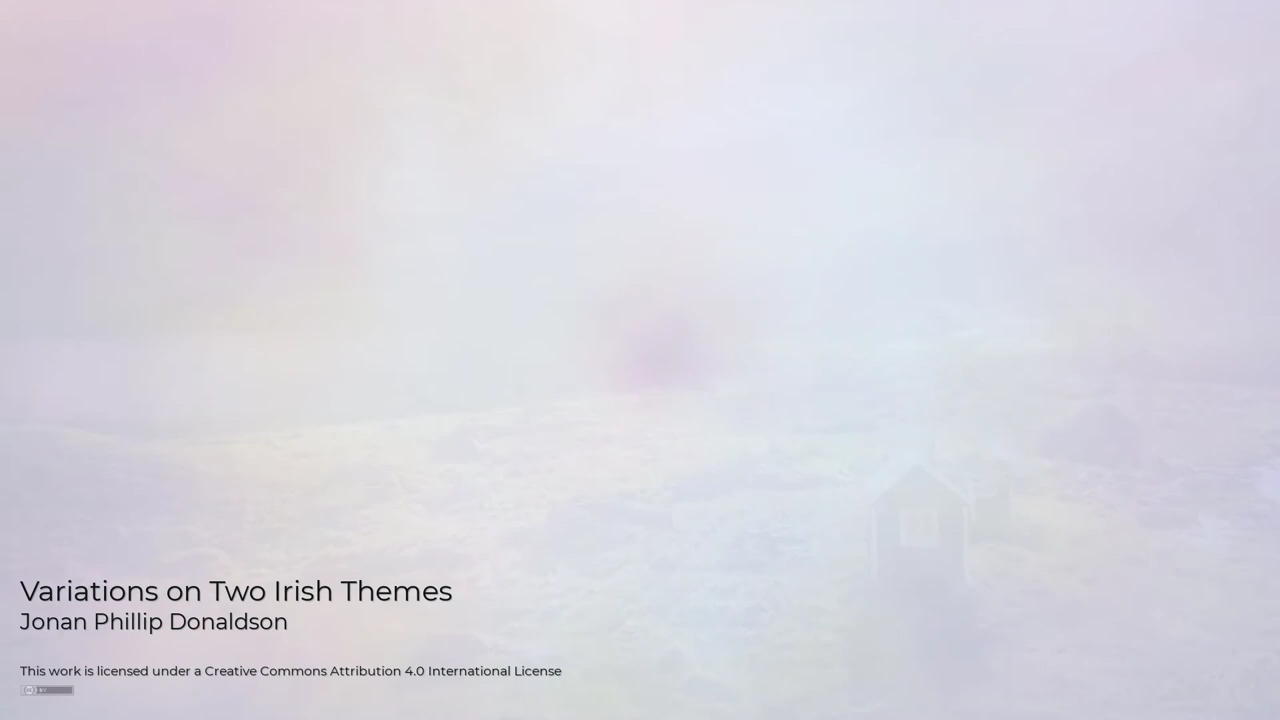 Variations on Two Irish Themes
Jonan Phillip Donaldson
This work is licensed under a Creative Commons Attribution 4.0 International License
BY